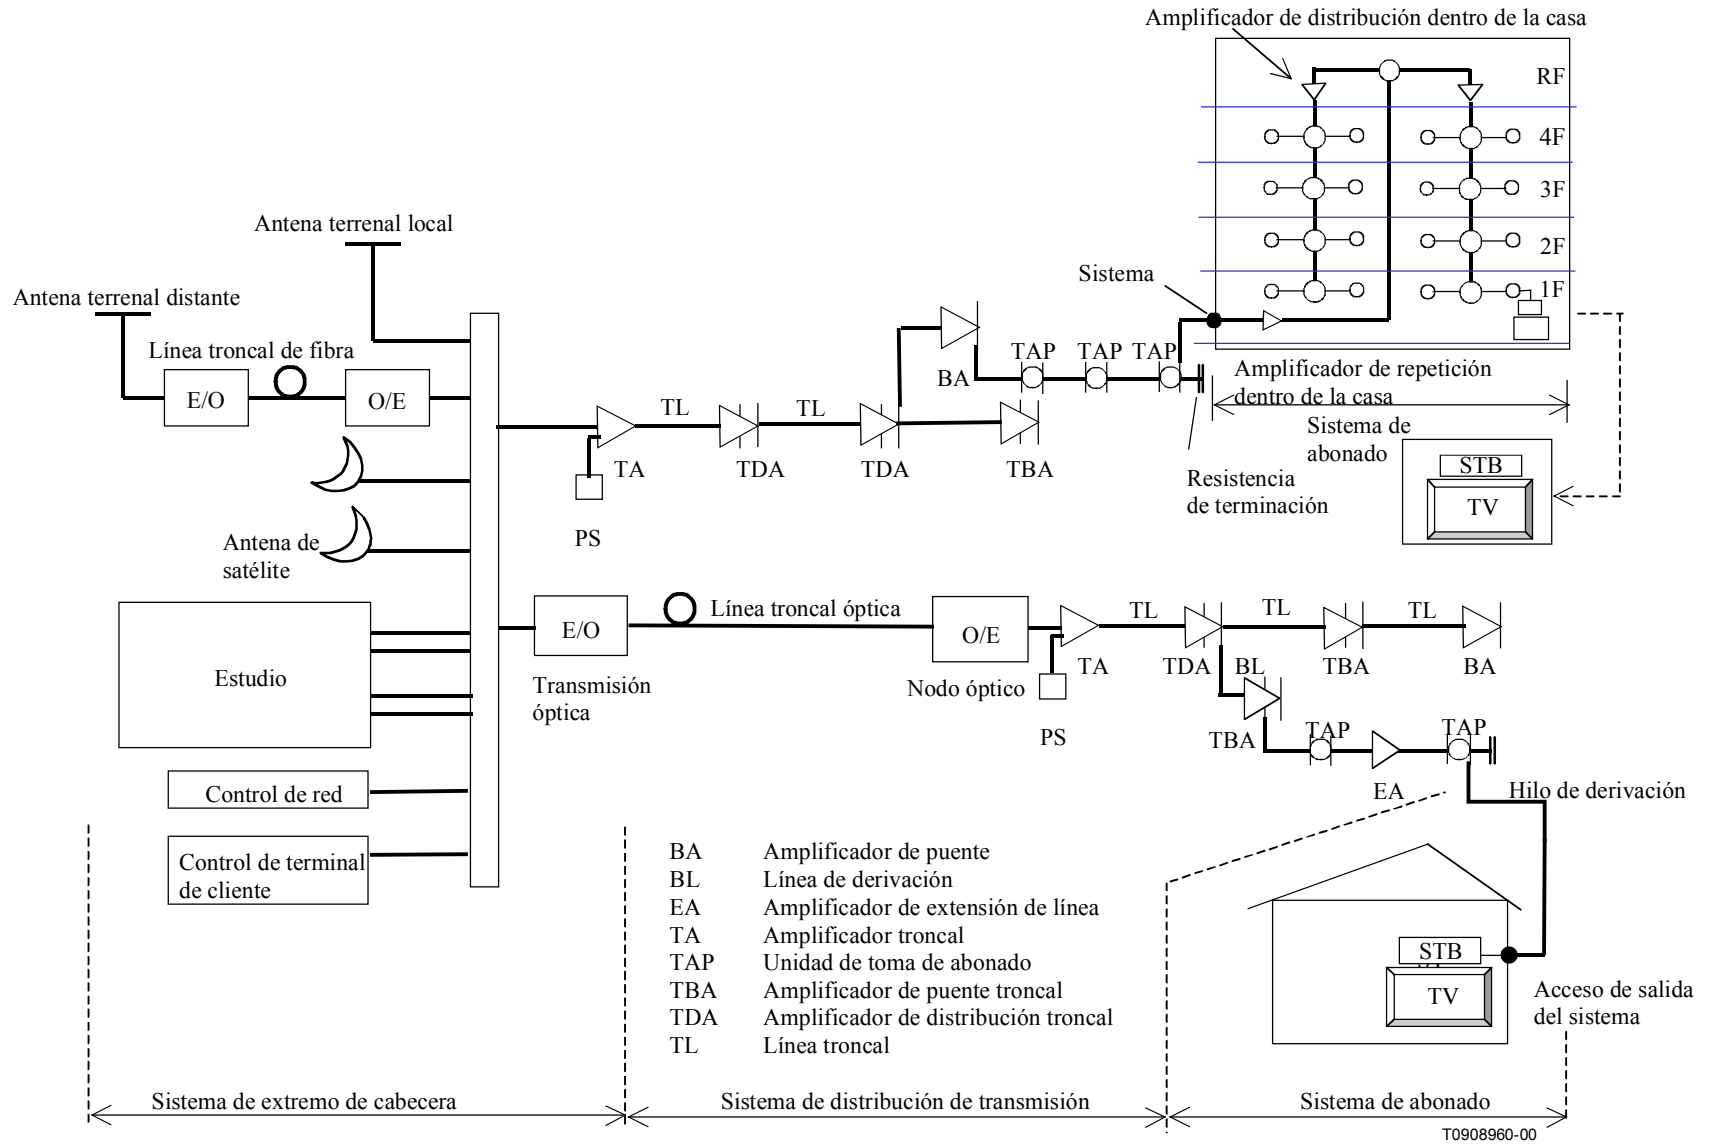 Amplificador de distribución dentro de la casa
RF
4F
3F
2F
1F
Sistema
Antena terrenal local
Antena terrenal distante
Línea troncal de fibra
E/O
O/E
TAP
TAP
TAP
BA
Amplificador de repetición
dentro de la casa
Sistema de
abonado
TL
TL
TA
TDA
TDA
TBA
Resistencia
de terminación
STB
TV
PS
Antena de
satélite
Estudio
E/O
Línea troncal óptica
O/E
TL
TL
TL
Transmisión
óptica
Nodo óptico
TA
TDA
BL
TBA
BA
PS
TBA
TAP
TAP
EA
Hilo de derivación
Control de red
Control de terminal
de cliente
BA Amplificador de puente
BL Línea de derivación
EA Amplificador de extensión de línea
TA Amplificador troncal
TAP Unidad de toma de abonado
TBA Amplificador de puente troncal
TDA Amplificador de distribución troncal
TL Línea troncal
STB
TV
Acceso de salida
del sistema
Sistema de extremo de cabecera
Sistema de distribución de transmisión
Sistema de abonado
T0908960-00